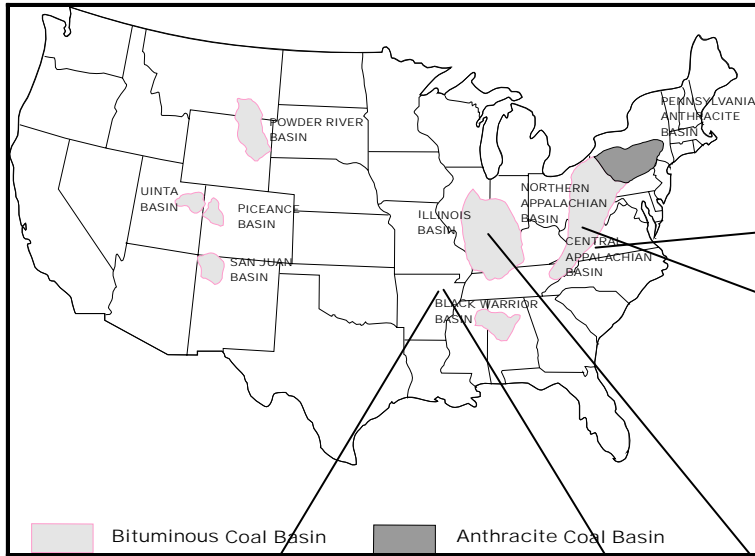 PENNSYLVANIA
ANTHRACITE
BASIN
POWDER RIVER
BASIN
UINTA
BASIN
PICEANCE
BASIN
ILLINOIS
BASIN
NORTHERN
APPALACHIAN
BASIN
CENTRAL
APPALACHIAN
BASIN
SAN JUAN
BASIN
BLACK WARRIOR
BASIN
Bituminous Coal Basin
Anthracite Coal Basin